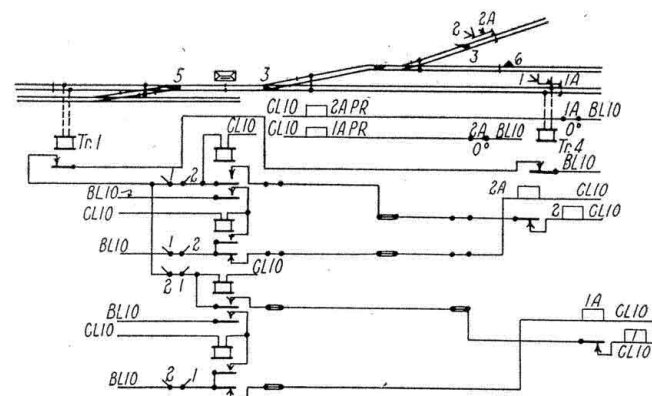 2 2A
3
5 3 6
1 1A
CL10 2APR 1A BL10
0°
CL10 CL10 1APR 2A BL10
0°
Tr.1 Tr.4
BL10
1 2 2A CL10
BL10
CL10 2 CL10
BL10 1 2
CL10
2 1
1A CL10
BL10
CL10 1 CL10
BL10 2 1